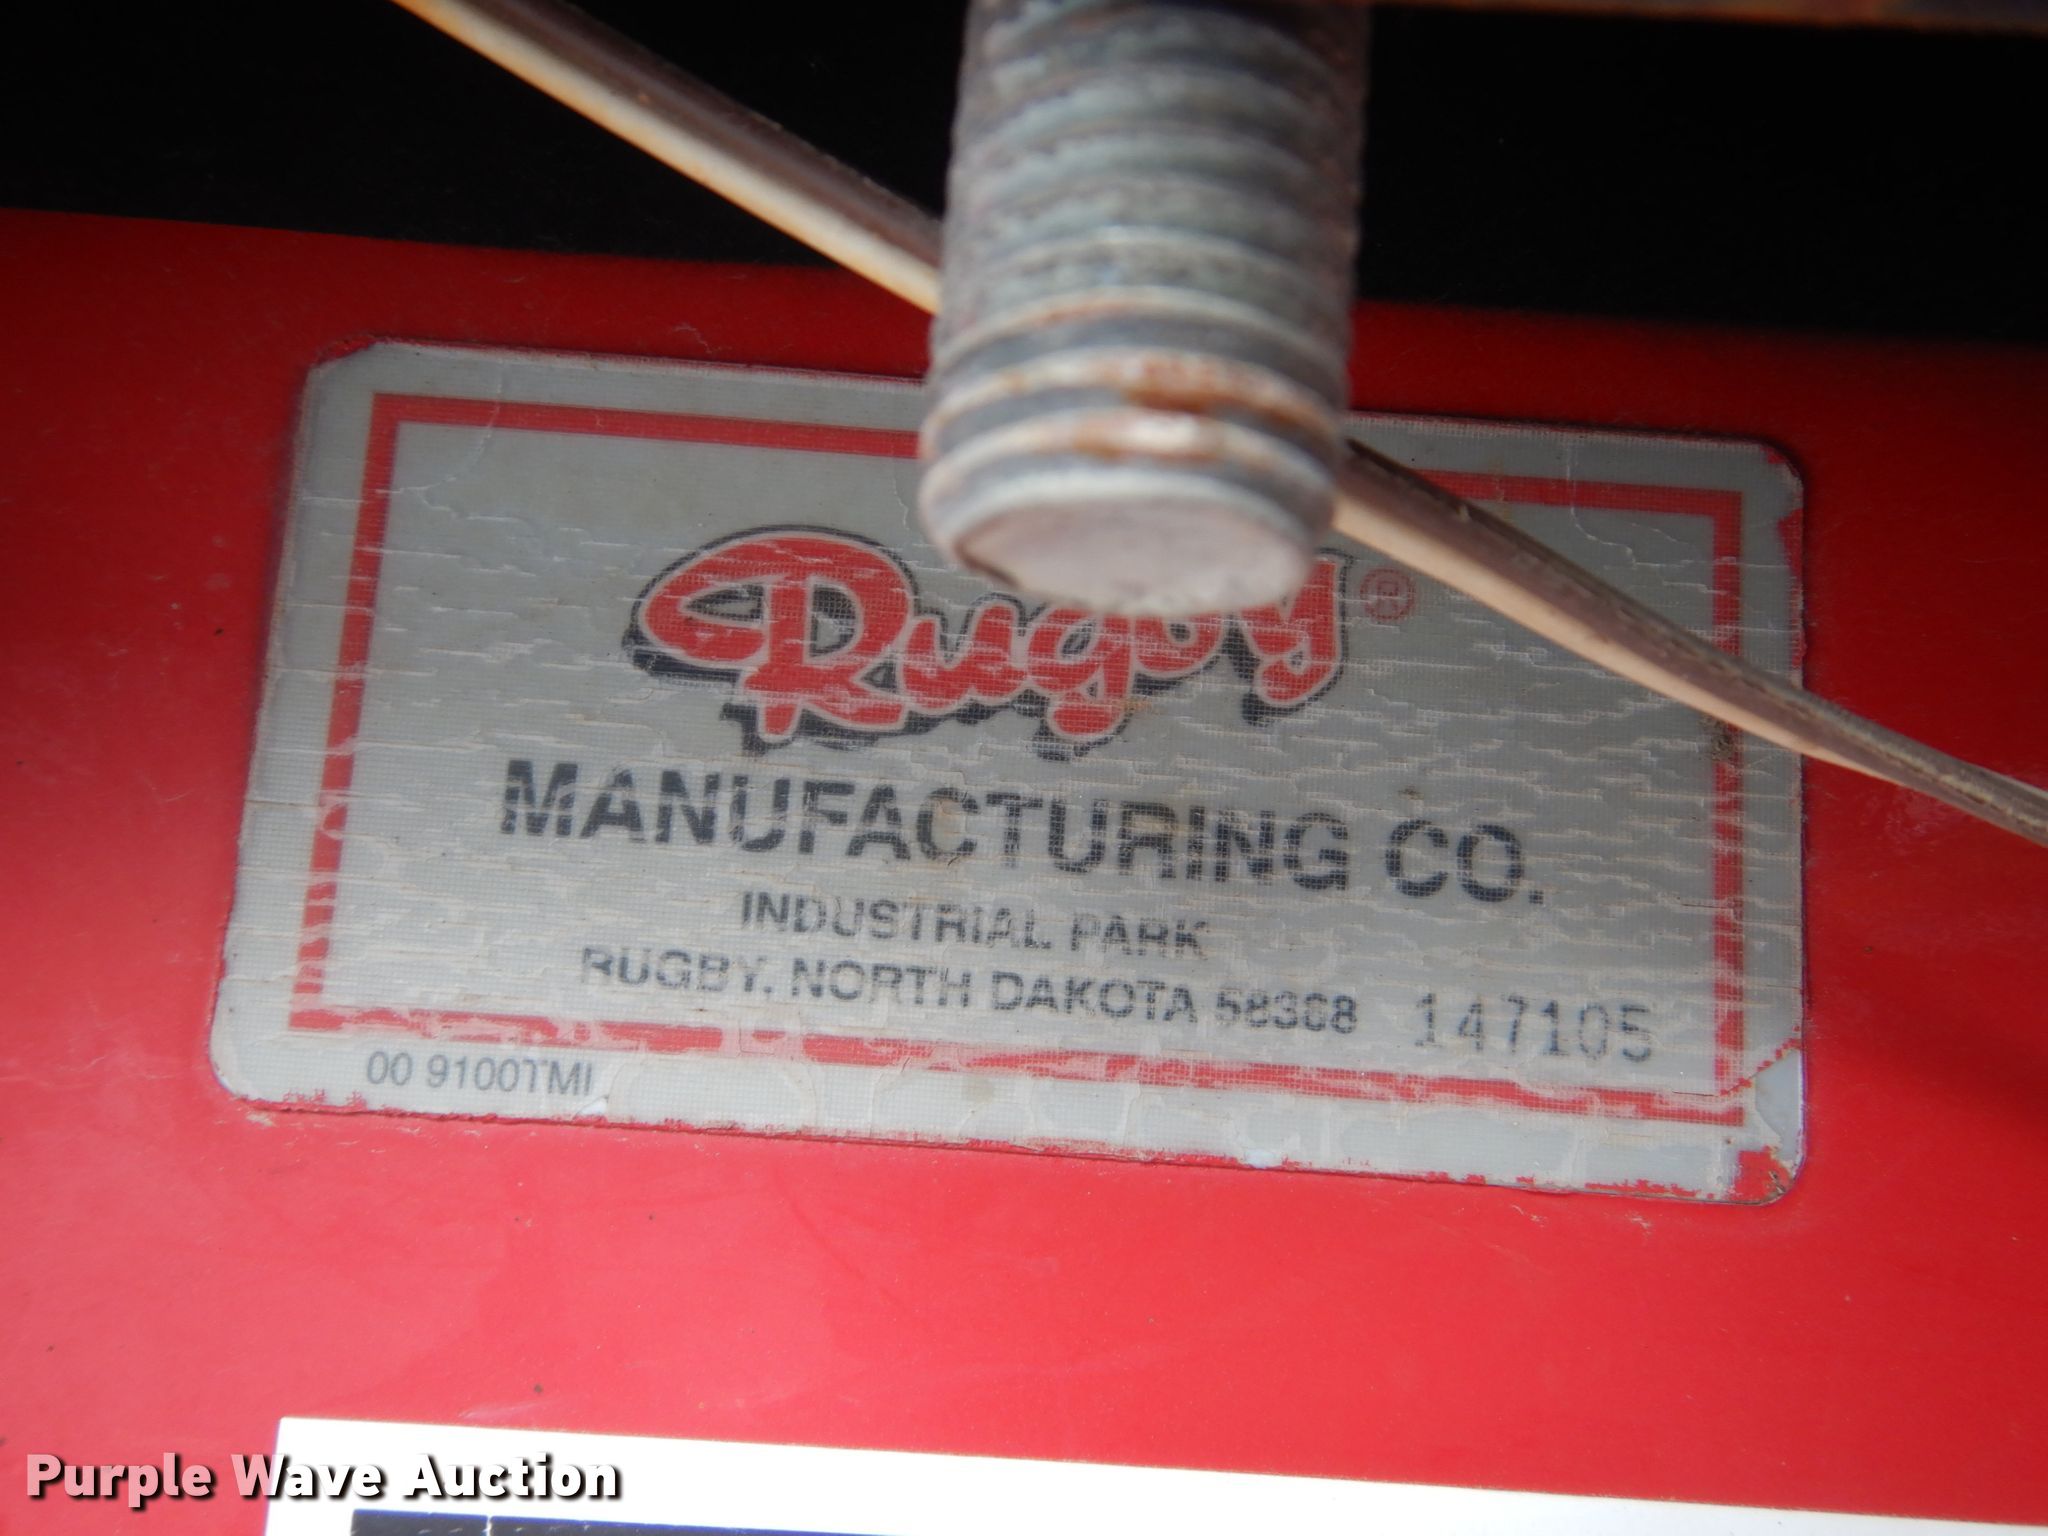 Rugby®
MANUFACTURING CO.
INDUSTRIAL PARK
RUGBY, NORTH DAKOTA 58368 147105
00 9100TMI
Purple Wave Auction